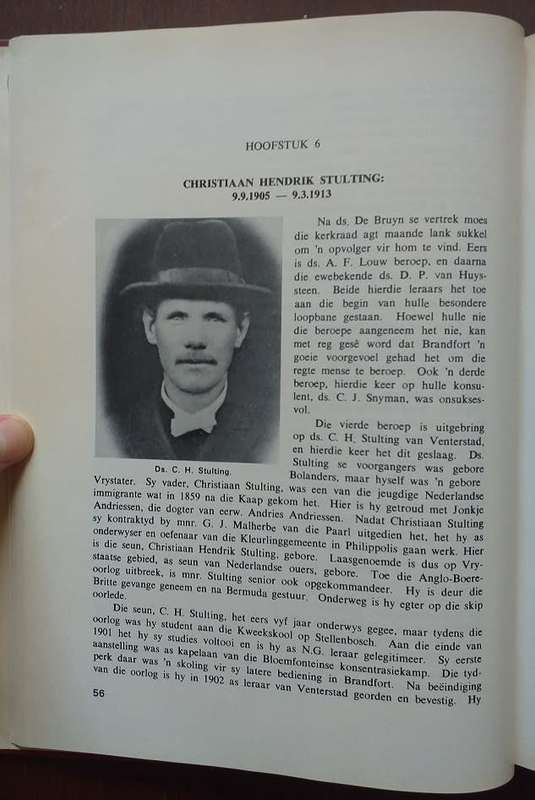 HOOFSTUK 6
CHRISTIAAN HENDRIK STULTING:
9.9.1905 — 9.3.1913
Na ds. De Bruyn se vertrek moes
die kerkraad agt maande lank sukkel
om 'n opvolger vir hom te vind. Eers
is ds. A. F. Louw beroep, en daarna
die ewebekende ds. D. P. van Huys-
steen. Beide hierdie leraars het toe
aan die begin van hulle besondere
loopbane gestaan. Hoewel hulle nie
die beroepe aangeneem het nie, kan
met reg gesê word dat Brandfort 'n
goeie voorgevoel gehad het om die
regte mense te beroep. Ook 'n derde
beroep, hierdie keer op hulle konsu-
lent, ds. C. J. Snyman, was onsukses-
vol.
Die vierde beroep is uitgebring
op ds. C. H. Stulting van Venterstad,
en hierdie keer het dit geslaag. Ds.
Stulting se voorgangers was gebore
Bolanders, maar hyself was 'n gebore
Ds. C. H. Stulting.
Vrystater. Sy vader, Christiaan Stulting, was een van die jeugdige Nederlandse
immigrante wat in 1859 na die Kaap gekom het. Hier is hy getroud met Jonkje
Andriessen, die dogter van eerw. Andries Andriessen. Nadat Christiaan Stulting
sy kontraktyd by mnr. G. J. Malherbe van die Paarl uitgedien het, het hy as
onderwyser en oefenaar van die Kleurlinggemeente in Philippolis gaan werk. Hier
is die seun, Christiaan Hendrik Stulting, gebore. Laasgenoemde is dus op Vry-
staatse gebied, as seun van Nederlandse ouers, gebore. Toe die Anglo-Boere-
oorlog uitbreek, is mnr. Stulting senior ook opgekommandeer. Hy is deur die
Britte gevange geneem en na Bermuda gestuur. Onderweg is hy egter op die skip
oorlede.
Die seun, C. H. Stulting, het eers vyf jaar onderwys gegee, maar tydens die
oorlog was hy student aan die Kweekskool op Stellenbosch. Aan die einde van
1901 het hy sy studies voltooi en is hy as N.G. leraar gelegitimeer. Sy eerste
aanstelling was as kapelaan van die Bloemfonteinse konsentrasiekamp. Die tyd-
perk daar was 'n skoling vir sy latere bediening in Brandfort. Na beëindiging
van die oorlog is hy in 1902 as leraar van Venterstad georden en bevestig. Hy
56